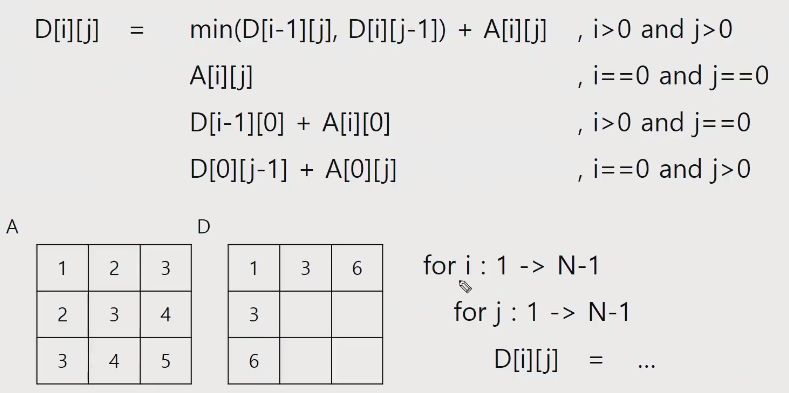 D[i][j] = min(D[i-1][j], D[i][j-1]) + A[i][j] , i>0 and j>0
A[i][j] , i==0 and j==0
D[i-1][0] + A[i][0] , i>0 and j==0
D[0][j-1] + A[0][j] , i==0 and j>0
A
1 2 3
2 3 4
3 4 5
D
1 3 6
3
6
for i : 1 -> N-1
for j : 1 -> N-1
D[i][j] = ...